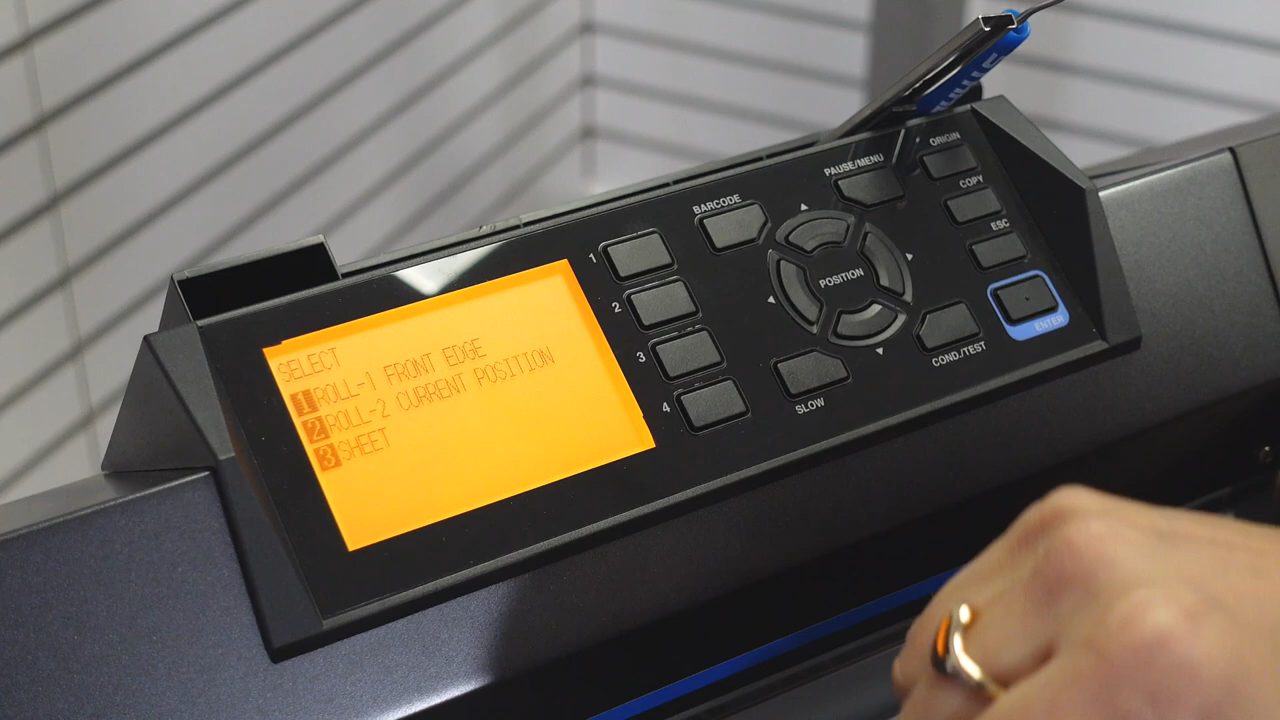 SELECT
1 ROLL-1 FRONT EDGE
2 ROLL-2 CURRENT POSITION
3 SHEET
1
2
3
4
BARCODE
PAUSE/MENU
ORIGIN
COPY
ESC
ENTER
POSITION
SLOW
COND./TEST